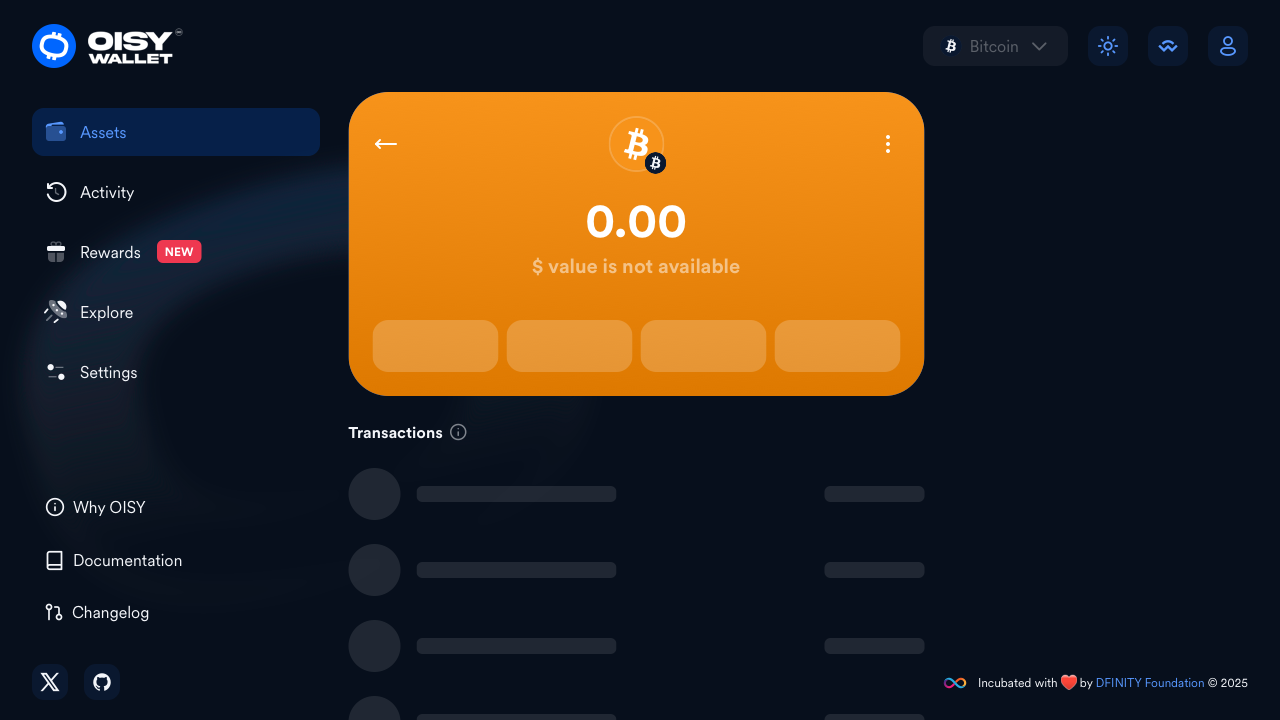 OISY
WALLET
Bitcoin
Assets
Activity
Rewards NEW
Explore
Settings
0.00
$ value is not available
Transactions
Why OISY
Documentation
Changelog
Incubated with ❤️ by DFINITY Foundation © 2025